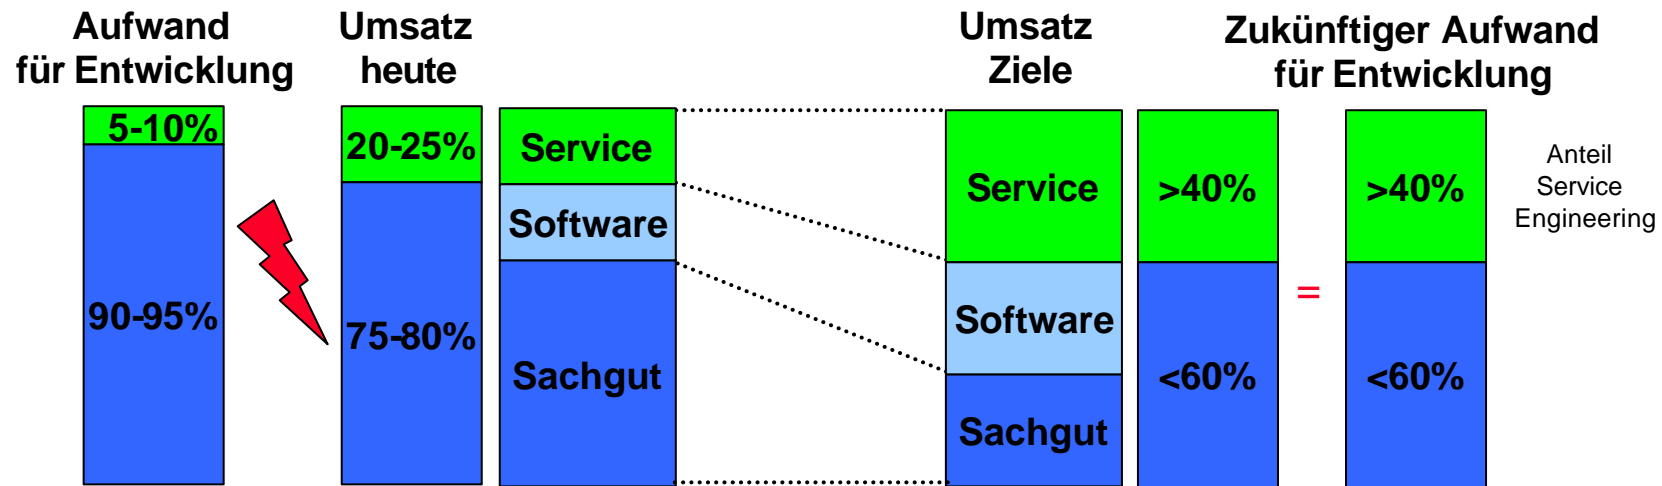 Aufwand
für Entwicklung
Umsatz
heute
Umsatz
Ziele
Zukünftiger Aufwand
für Entwicklung
5-10%
90-95%
20-25%
75-80%
Service
Software
Sachgut
Service
Software
Sachgut
>40%
<60%
=
>40%
<60%
Anteil
Service
Engineering